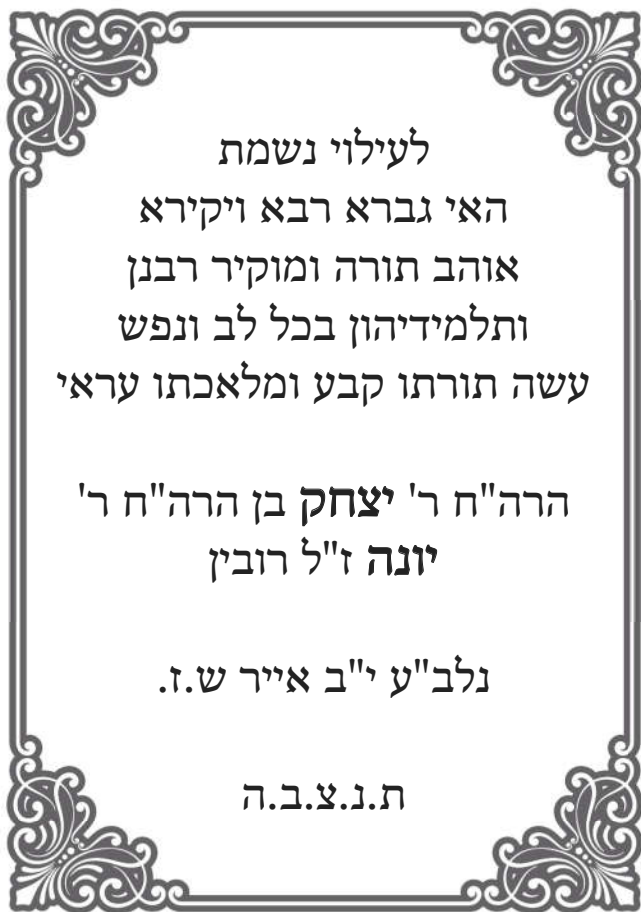 לעילוי נשמת
האי גברא רבא ויקירא
אוהב תורה ומוקיר רבנן
ותלמידיהון בכל לב ונפש
עשה תורתו קבע ומלאכתו עראי
הרה"ח ר' יצחק בן הרה"ח ר'
יונה ז"ל רובין
נלב"ע י"ב אייר ש.ז.
ת.נ.צ.ב.ה